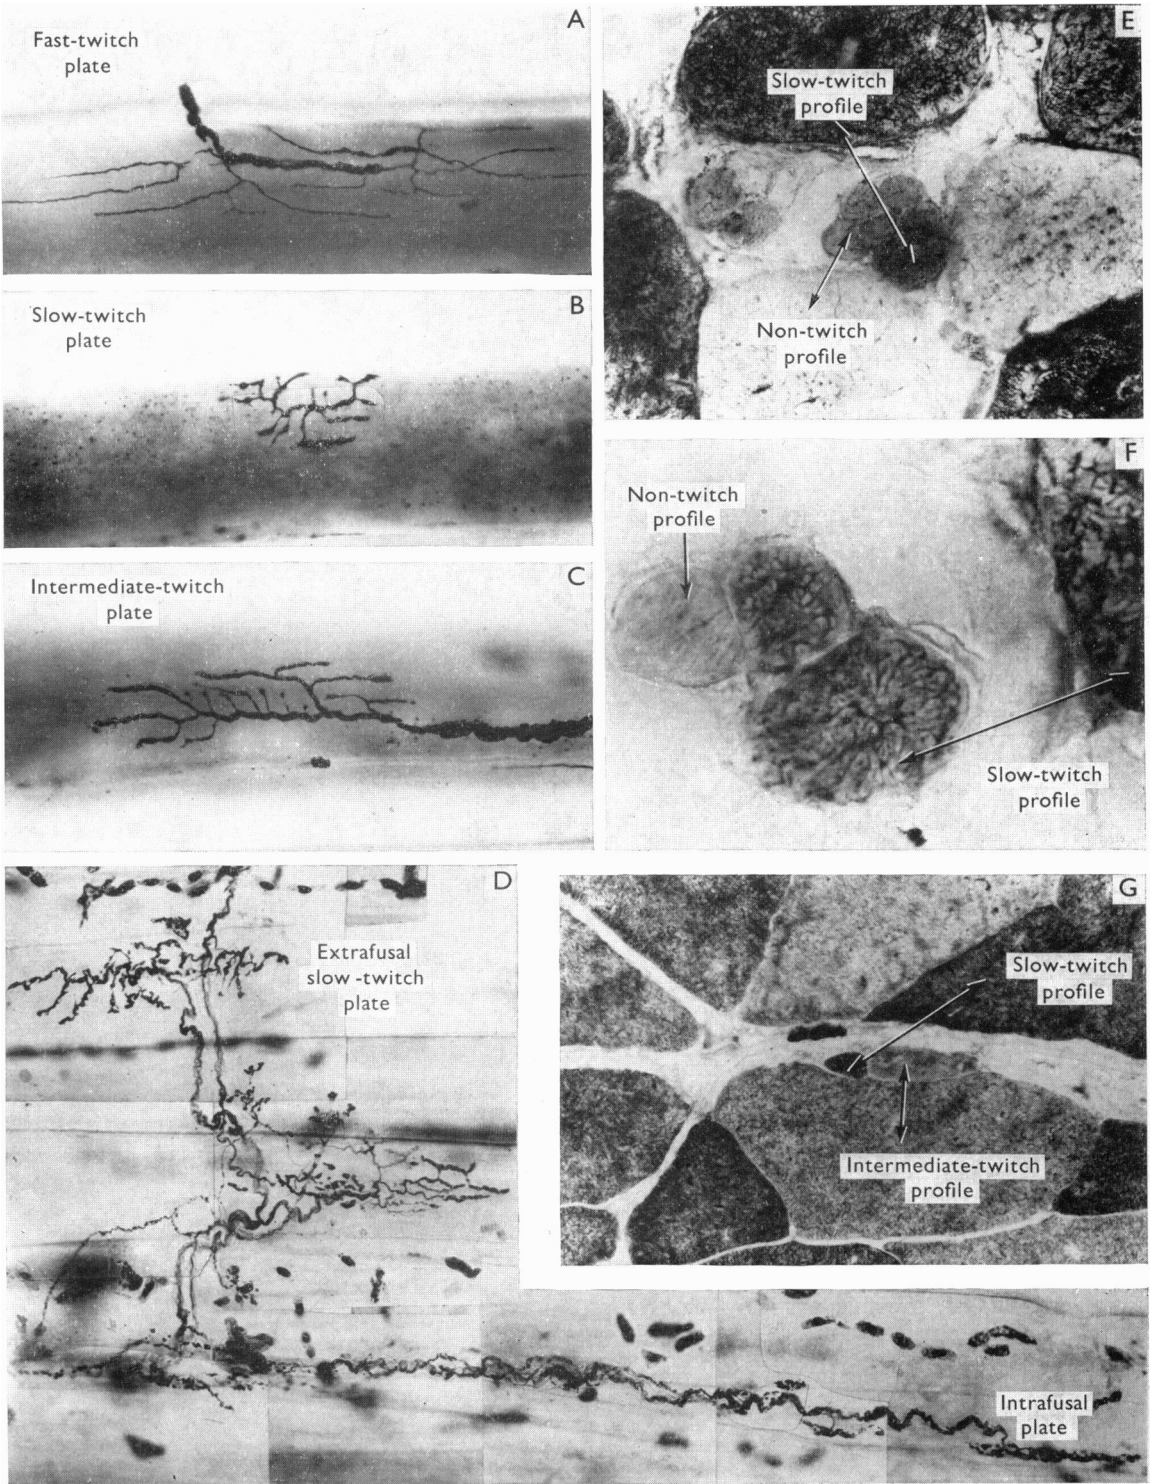 A
Fast-twitch
plate
B
Slow-twitch
plate
C
Intermediate-twitch
plate
D
Extrafusal
slow-twitch
plate
Intrafusal
plate
E
Slow-twitch
profile
Non-twitch
profile
F
Non-twitch
profile
Slow-twitch
profile
G
Slow-twitch
profile
Intermediate-twitch
profile